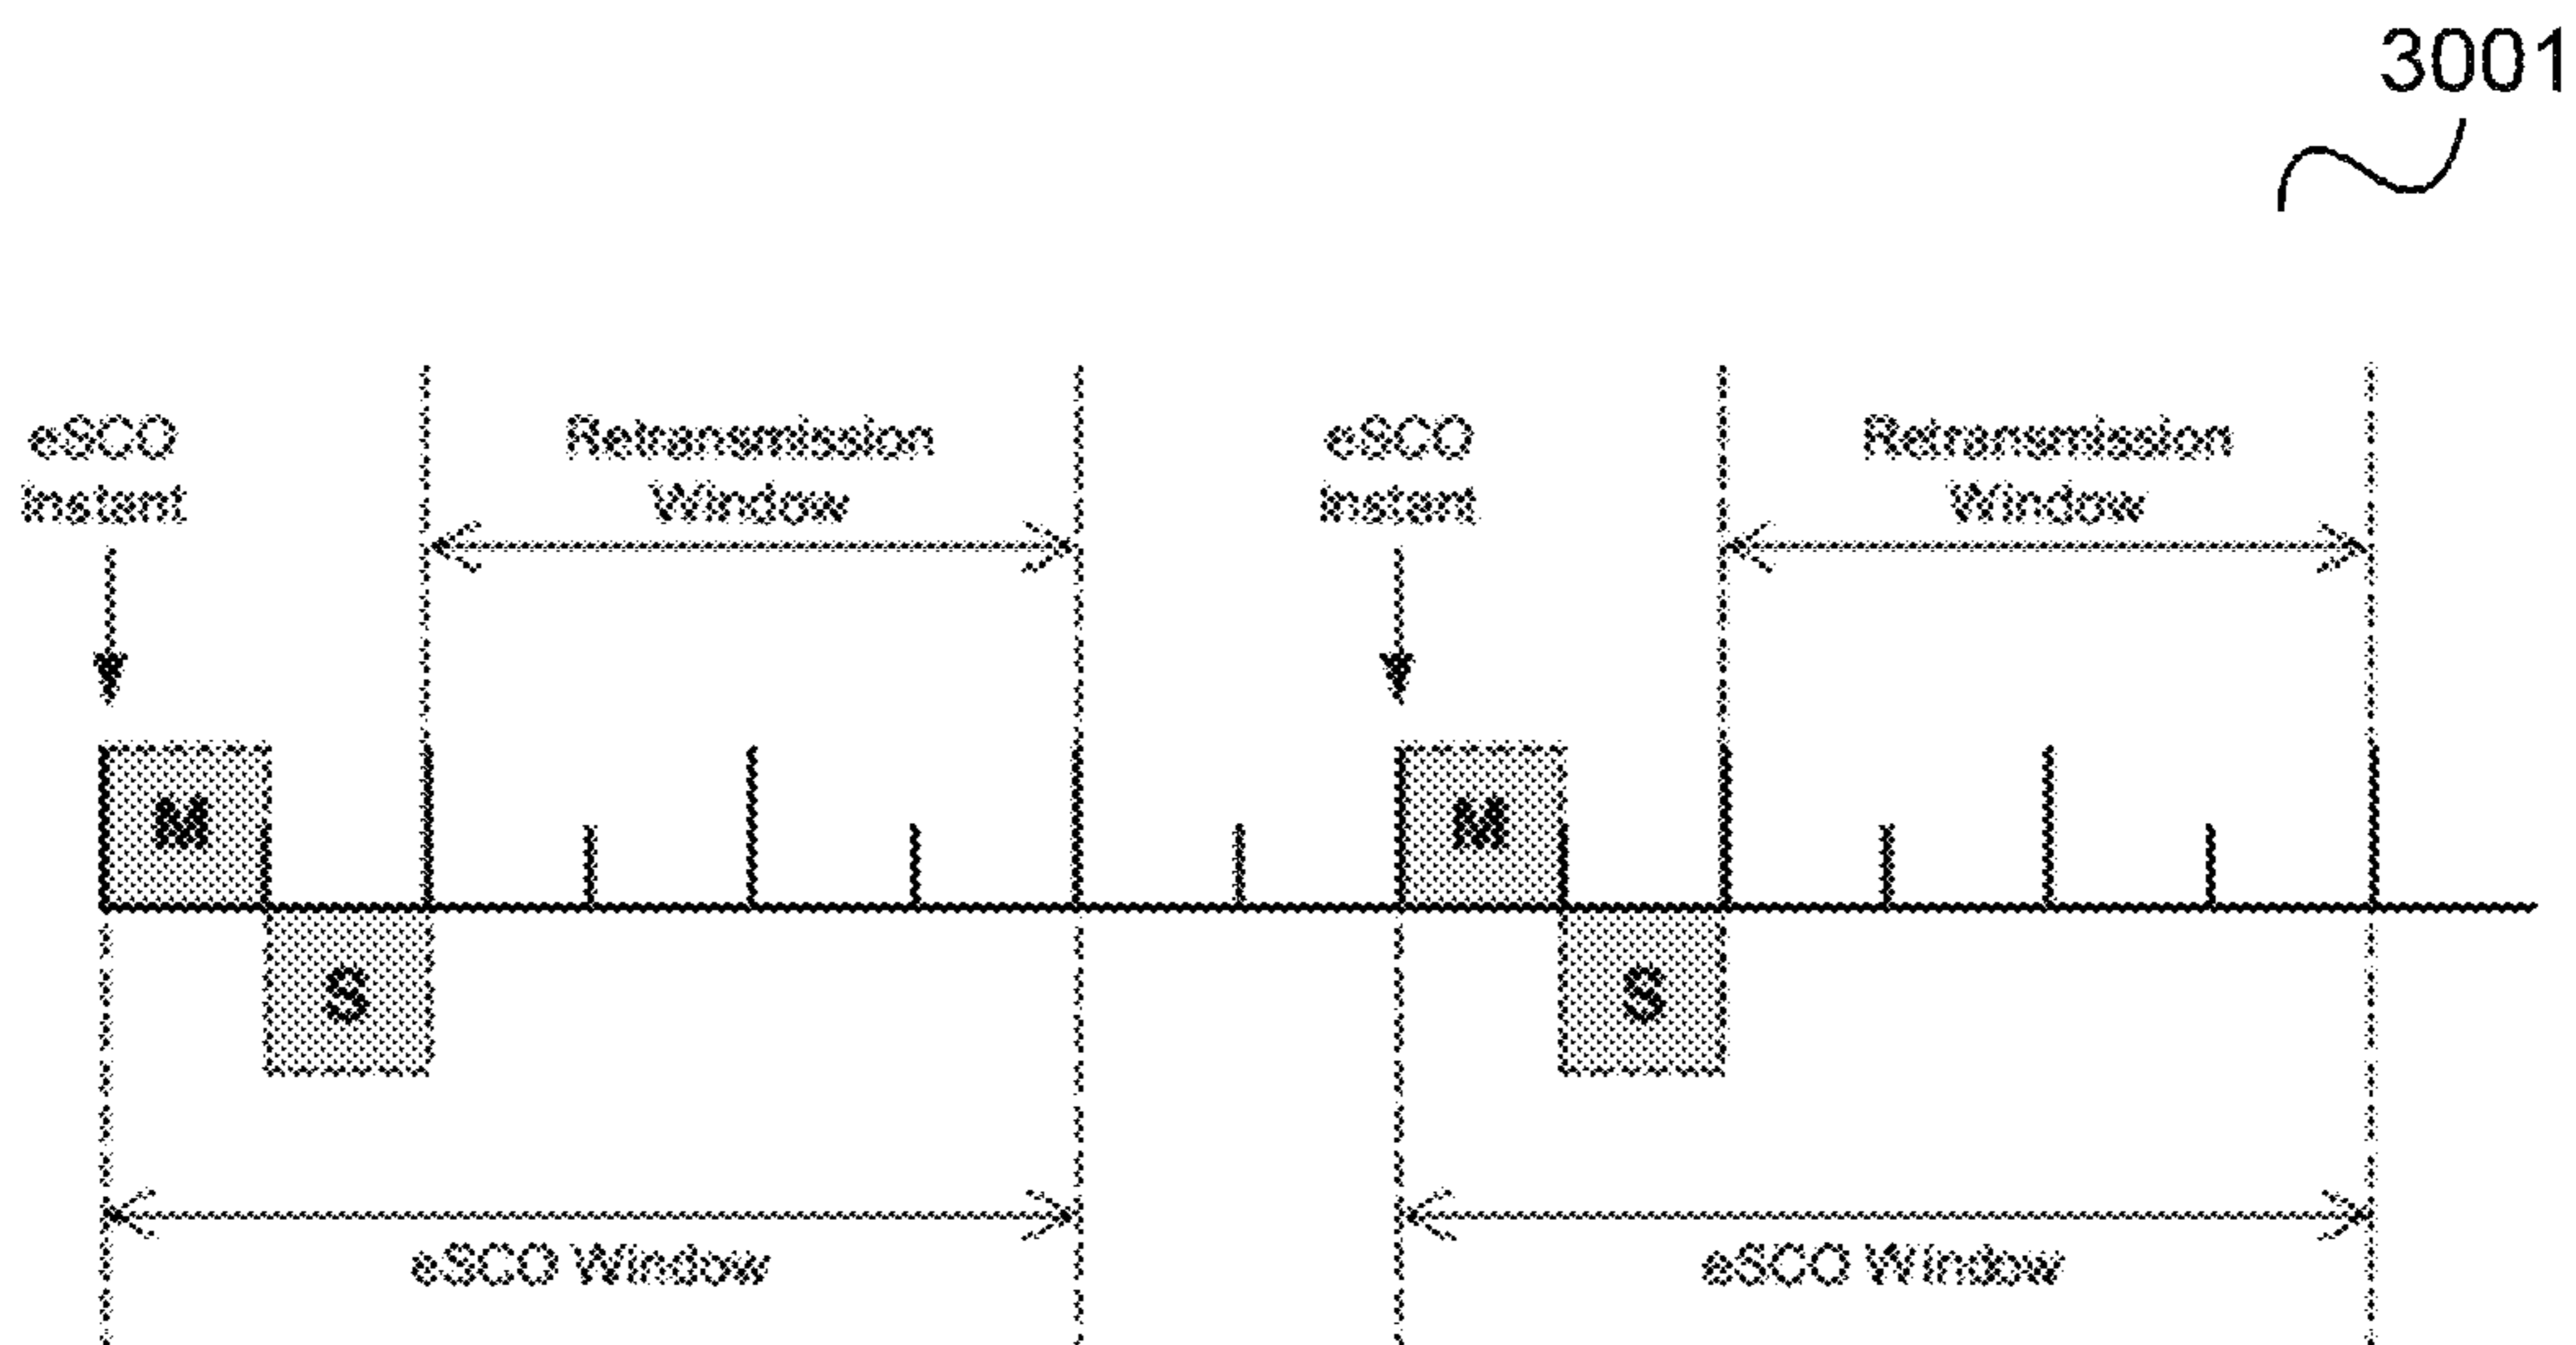 3001
eSCO
instant
Retransmission
Window
eSCO
instant
Retransmission
Window
M
M
S
S
eSCO Window
eSCO Window